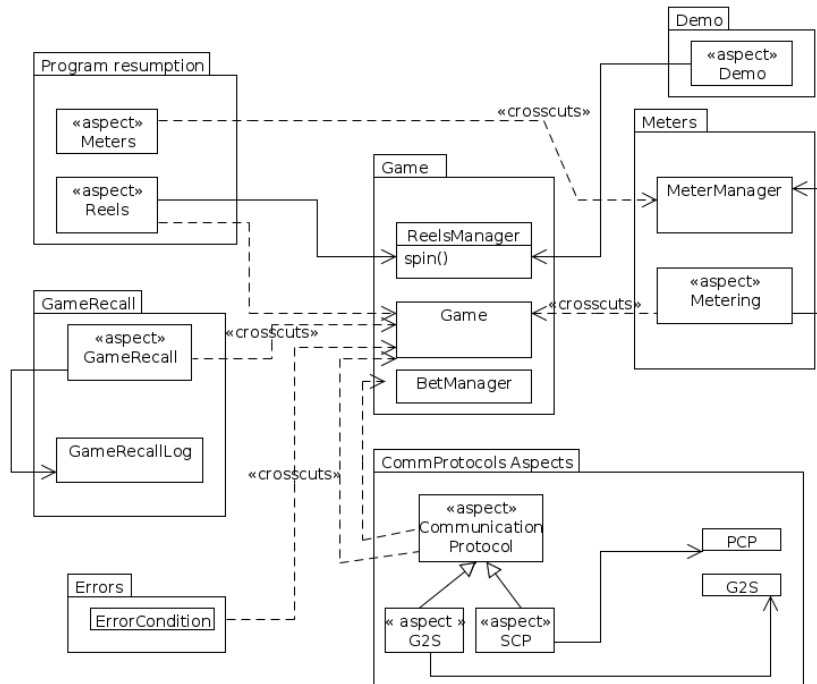 Demo
«aspect»
Demo
Program resumption
«aspect»
Meters
«aspect»
Reels
«crosscuts»
Meters
MeterManager
«aspect»
Metering
Game
ReelsManager
spin()
Game
BetManager
«crosscuts»
GameRecall
«aspect»
GameRecall
GameRecallLog
«crosscuts»
«crosscuts»
CommProtocols Aspects
«aspect»
Communication
Protocol
PCP
G2S
« aspect »
G2S
«aspect»
SCP
Errors
ErrorCondition